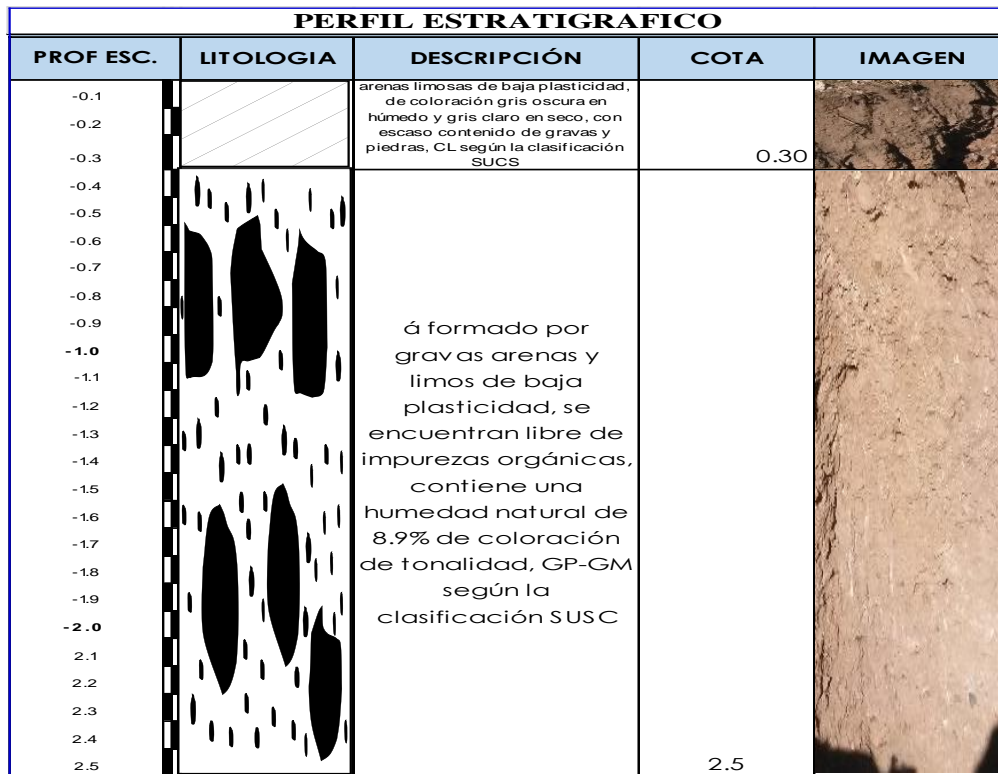 PERFIL ESTRATIGRAFICO
PROF ESC.
LITOLOGIA
DESCRIPCIÓN
COTA
IMAGEN
-0.1
-0.2
-0.3
arenas limosas de baja plasticidad,
de coloración gris oscura en
húmedo y gris claro en seco, con
escaso contenido de gravas y
piedras, CL según la clasificación
SUCS
0.30
-0.4
-0.5
-0.6
-0.7
-0.8
-0.9
-1.0
-1.1
-1.2
-1.3
-1.4
-1.5
-1.6
-1.7
-1.8
-1.9
-2.0
2.1
2.2
2.3
2.4
2.5
á formado por
gravas arenas y
limos de baja
plasticidad, se
encuentran libre de
impurezas orgánicas,
contiene una
humedad natural de
8.9% de coloración
de tonalidad, GP-GM
según la
clasificación SUSC
2.5